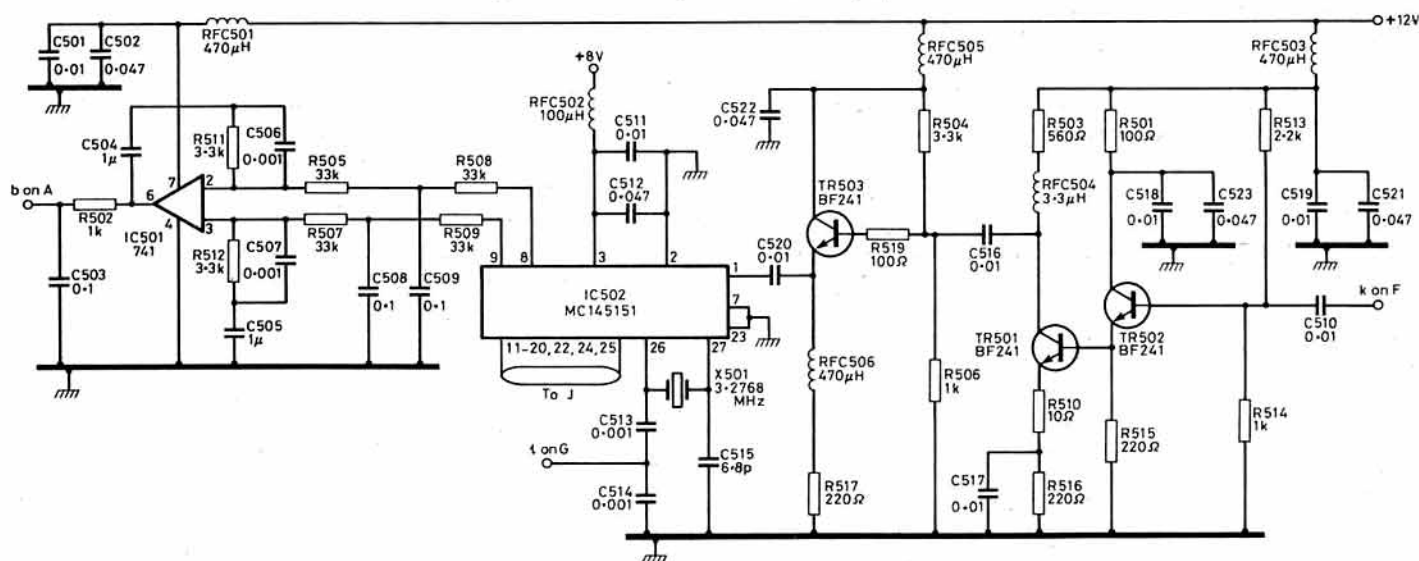 C501
0·01
C502
0·047
RFC501
470μH
+12V
RFC505
470μH
RFC503
470μH
+8V
RFC502
100μH
C511
0·01
C512
0·047
C522
0·047
R504
3·3k
R503
560Ω
R501
100Ω
R513
2·2k
C504
1μ
R511
3·3k
C506
0·001
R505
33k
R508
33k
RFC504
3·3μH
C518
0·01
C523
0·047
C519
0·01
C521
0·047
TR503
BF241
b on A
R502
1k
6
7
4
2
3
IC501
741
R512
3·3k
C507
0·001
R507
33k
R509
33k
R519
100Ω
C516
0·01
C503
0·1
C505
1μ
C508
0·1
C509
0·1
9
8
3
2
1
7
23
IC502
MC145151
C520
0·01
k on F
C510
0·01
TR501
BF241
TR502
BF241
11-20, 22, 24, 25
26
27
To J
X501
3·2768
MHz
RFC506
470μH
R506
1k
R510
10Ω
R514
1k
C513
0·001
R515
220Ω
C515
6·8p
C514
0·001
R517
220Ω
C517
0·01
R516
220Ω